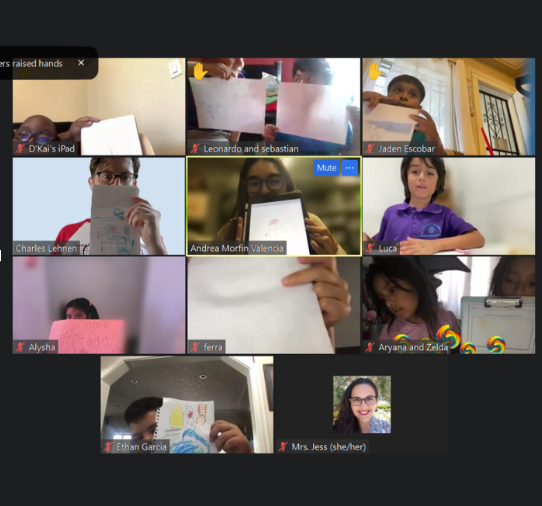 ers raised hands
D'Kai's iPad
Leonardo and sebastian
Jaden Escobar
Charles Lehnen
Mute
Andrea Morfin Valencia
Luca
Alysha
ferra
Aryana and Zelda
Ethan Garcia
Mrs. Jess (she/her)